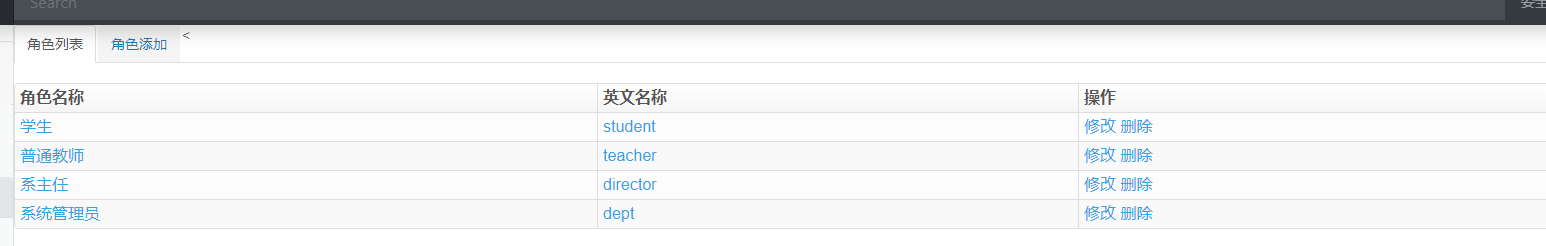 Search
安全
角色列表 角色添加 <
角色名称 英文名称 操作
学生 student 修改 删除
普通教师 teacher 修改 删除
系主任 director 修改 删除
系统管理员 dept 修改 删除